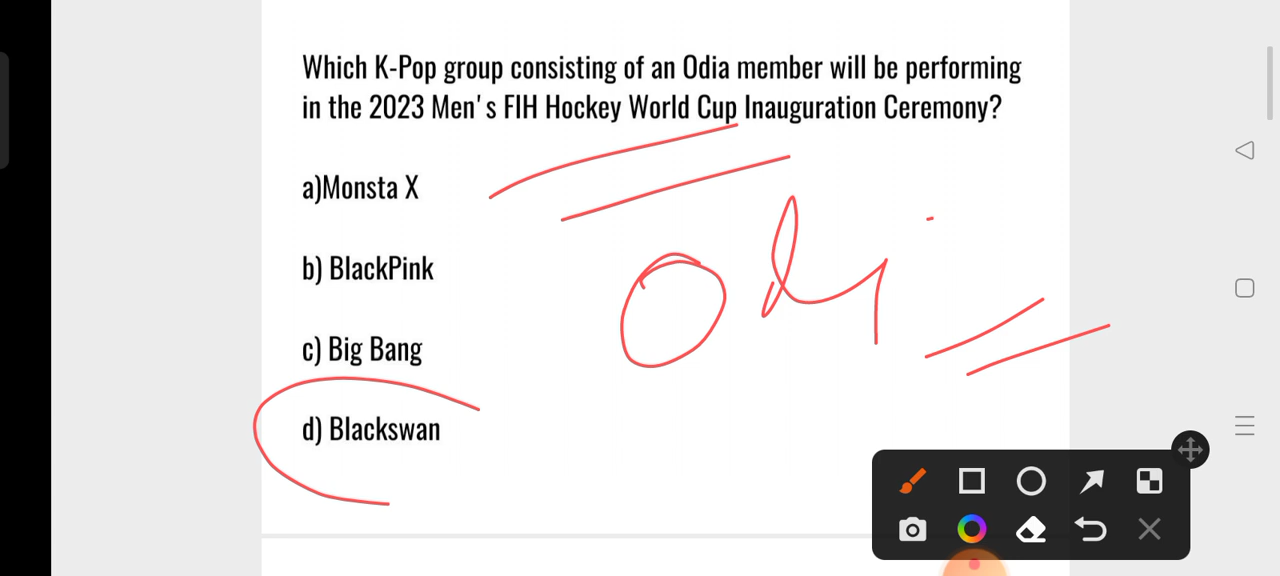 Which K-Pop group consisting of an Odia member will be performing
in the 2023 Men's FIH Hockey World Cup Inauguration Ceremony?
a)Monsta X
b) BlackPink
c) Big Bang
d) Blackswan
Odi